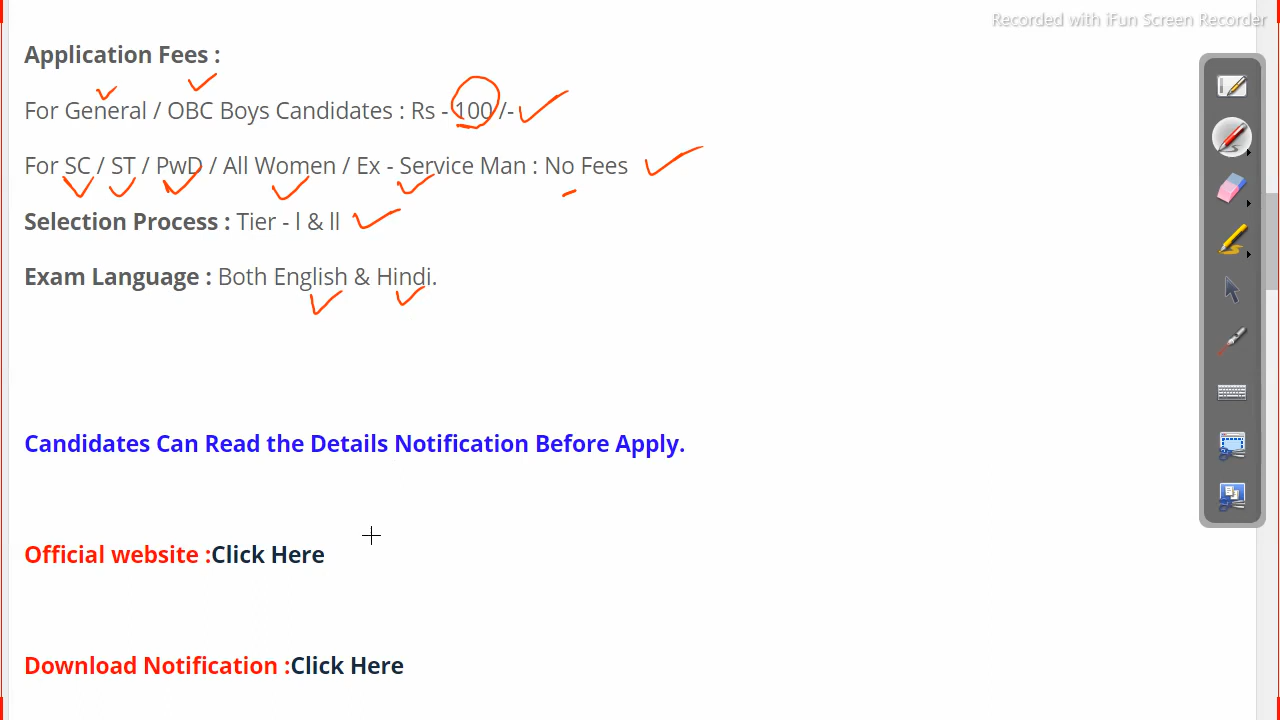 Recorded with iFun Screen Recorder
Application Fees :
For General / OBC Boys Candidates : Rs - 100 /-
For SC / ST / PwD / All Women / Ex - Service Man : No Fees
Selection Process : Tier - l & ll
Exam Language : Both English & Hindi.
Candidates Can Read the Details Notification Before Apply.
Official website :Click Here
Download Notification :Click Here